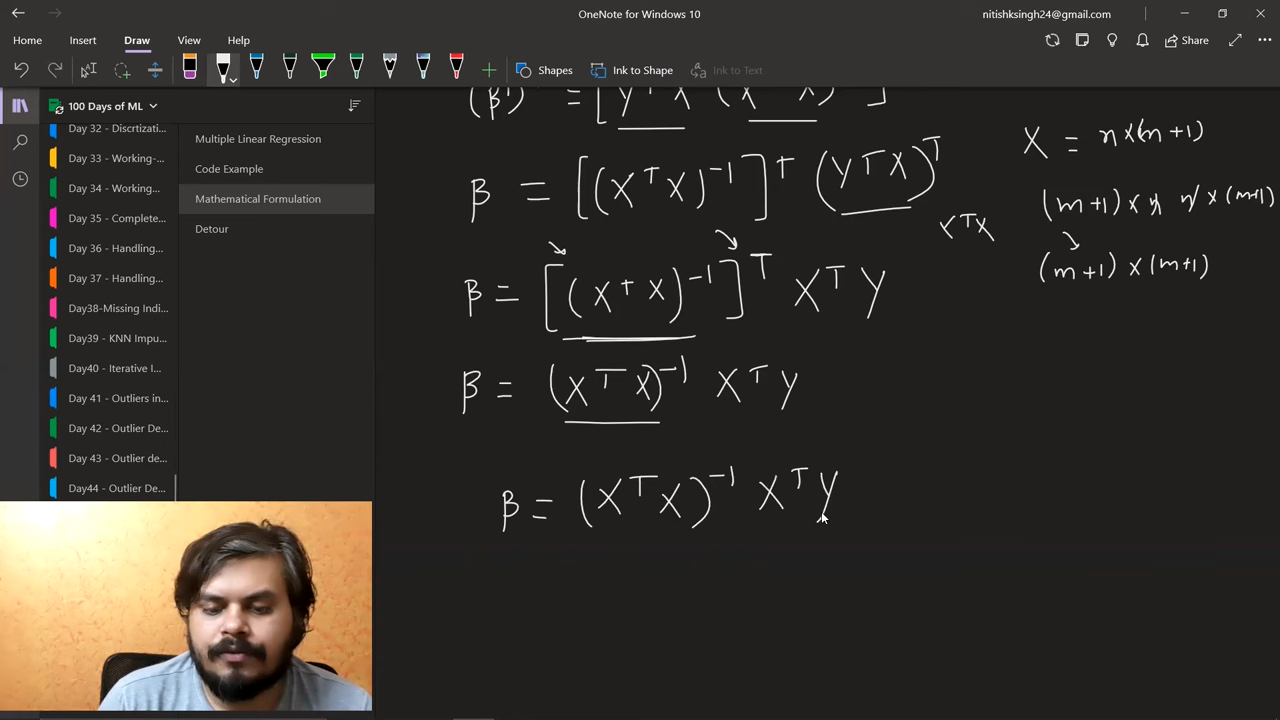 OneNote for Windows 10
nitishksingh24@gmail.com
Home Insert Draw View Help
Share
Shapes
Ink to Shape
Ink to Text
100 Days of ML
Day 32 - Discrtizati...
Day 33 - Working-...
Day 34 - Working...
Day 35 - Complete...
Day 36 - Handling...
Day 37 - Handling...
Day38-Missing Indi...
Day39 - KNN Impu...
Day40 - Iterative I...
Day 41 - Outliers in...
Day 42 - Outlier De...
Day 43 - Outlier de...
Day44 - Outlier De...
Multiple Linear Regression
Code Example
Mathematical Formulation
Detour
β = [(XᵀX)⁻¹]ᵀ (YᵀX)ᵀ
β = [(XᵀX)⁻¹]ᵀ XᵀY
β = (XᵀX)⁻¹ Xᵀy
β = (XᵀX)⁻¹ XᵀY
X = n×(m+1)
(m+1) × n n × (m+1)
XᵀX
(m+1) × (m+1)